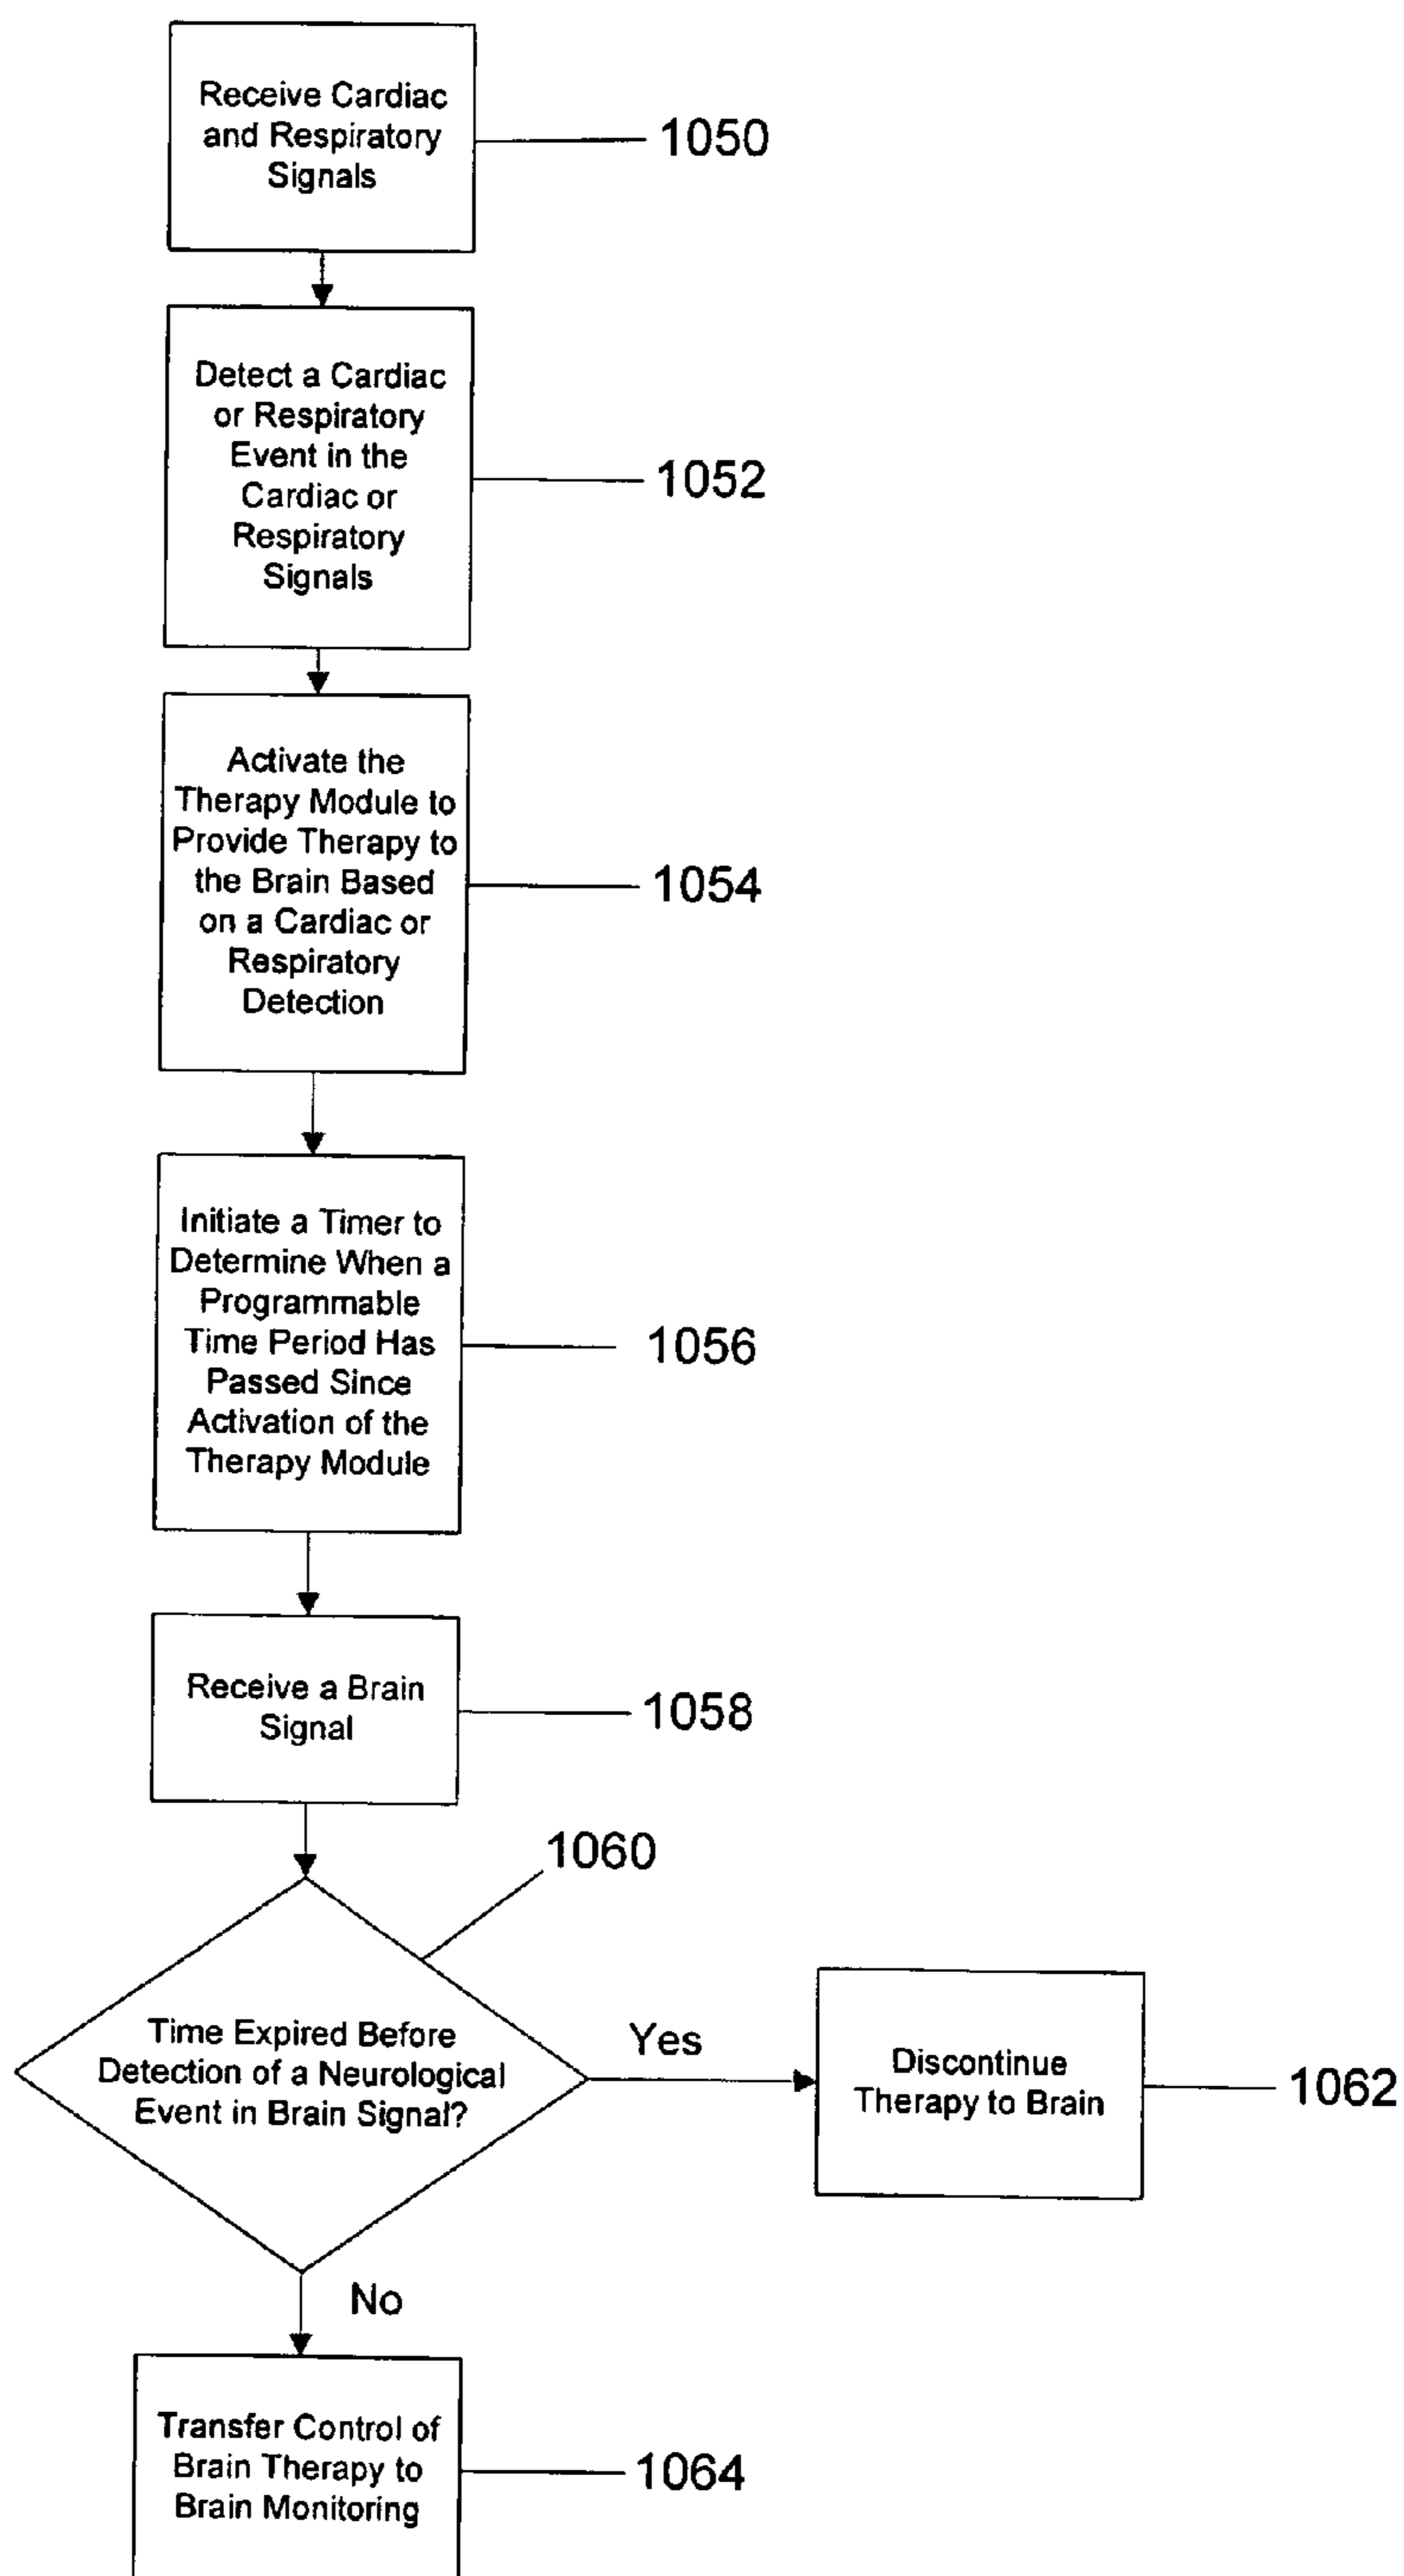 Receive Cardiac
and Respiratory
Signals
1050
Detect a Cardiac
or Respiratory
Event in the
Cardiac or
Respiratory
Signals
1052
Activate the
Therapy Module to
Provide Therapy to
the Brain Based
on a Cardiac or
Respiratory
Detection
1054
Initiate a Timer to
Determine When a
Programmable
Time Period Has
Passed Since
Activation of the
Therapy Module
1056
Receive a Brain
Signal
1058
1060
Time Expired Before
Detection of a Neurological
Event in Brain Signal?
Yes
Discontinue
Therapy to Brain
1062
No
Transfer Control of
Brain Therapy to
Brain Monitoring
1064